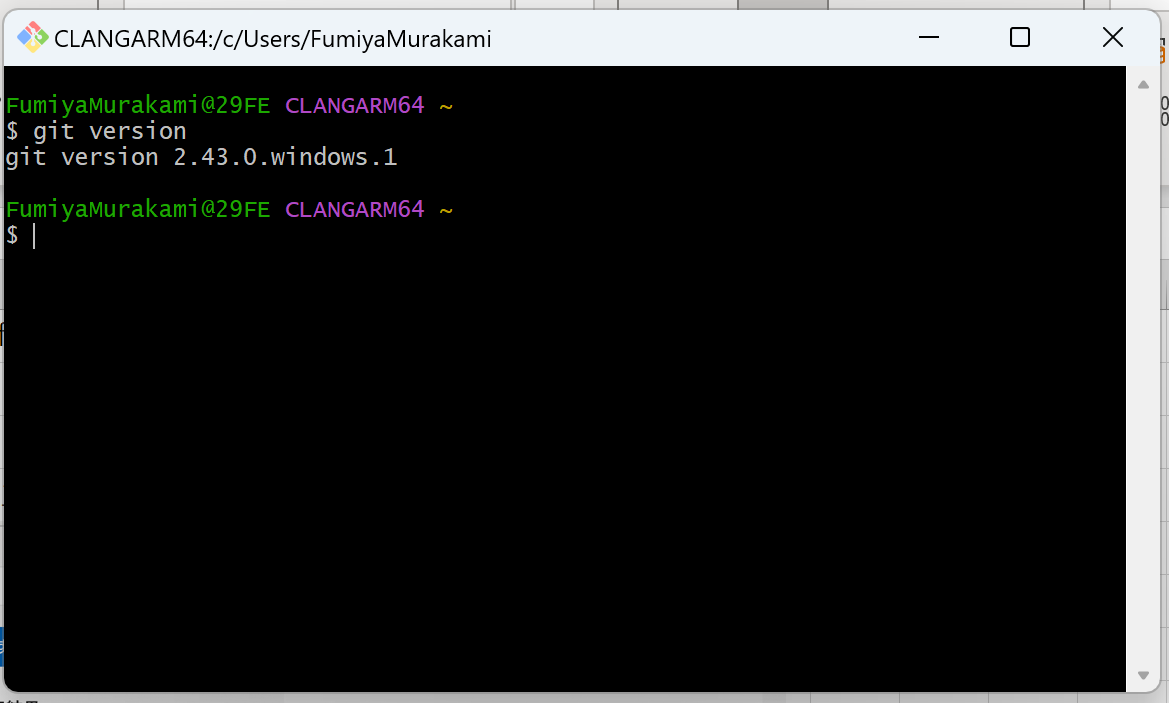 CLANGARM64:/c/Users/FumiyaMurakami
FumiyaMurakami@29FE CLANGARM64 ~
$ git version
git version 2.43.0.windows.1
FumiyaMurakami@29FE CLANGARM64 ~
$